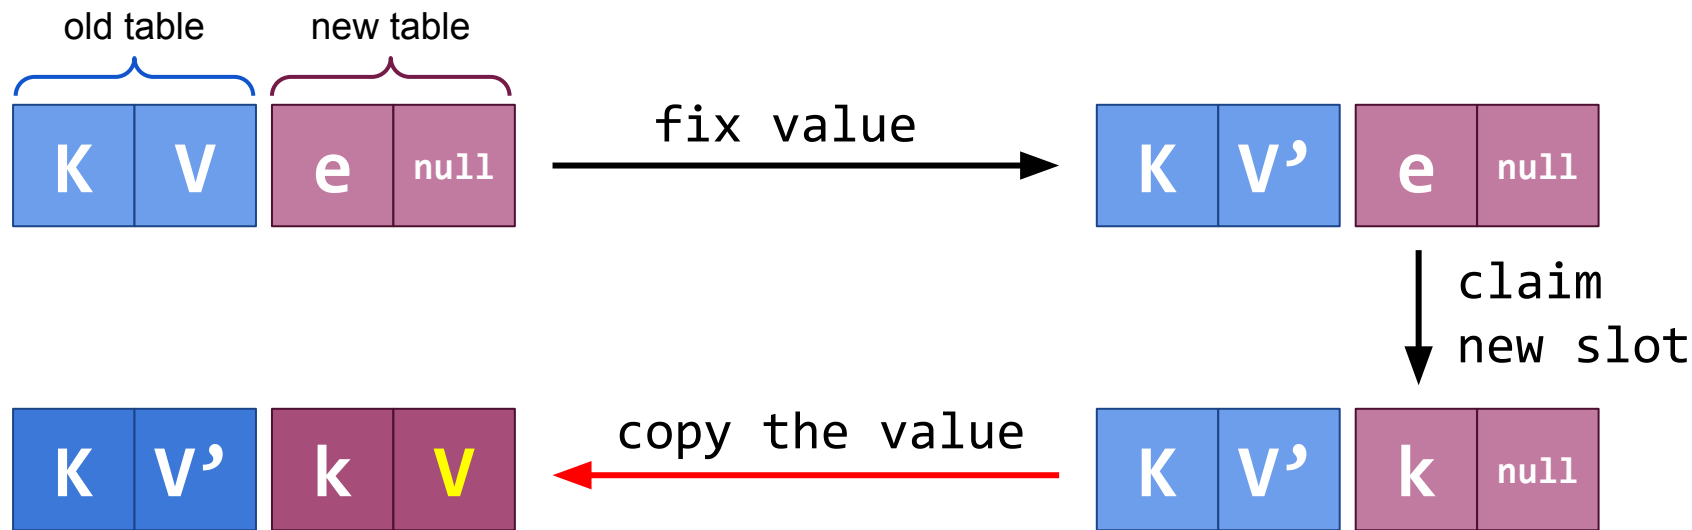 old table new table
K V e null
fix value
K V’ e null
claim
new slot
K V’ k V
copy the value
K V’ k null